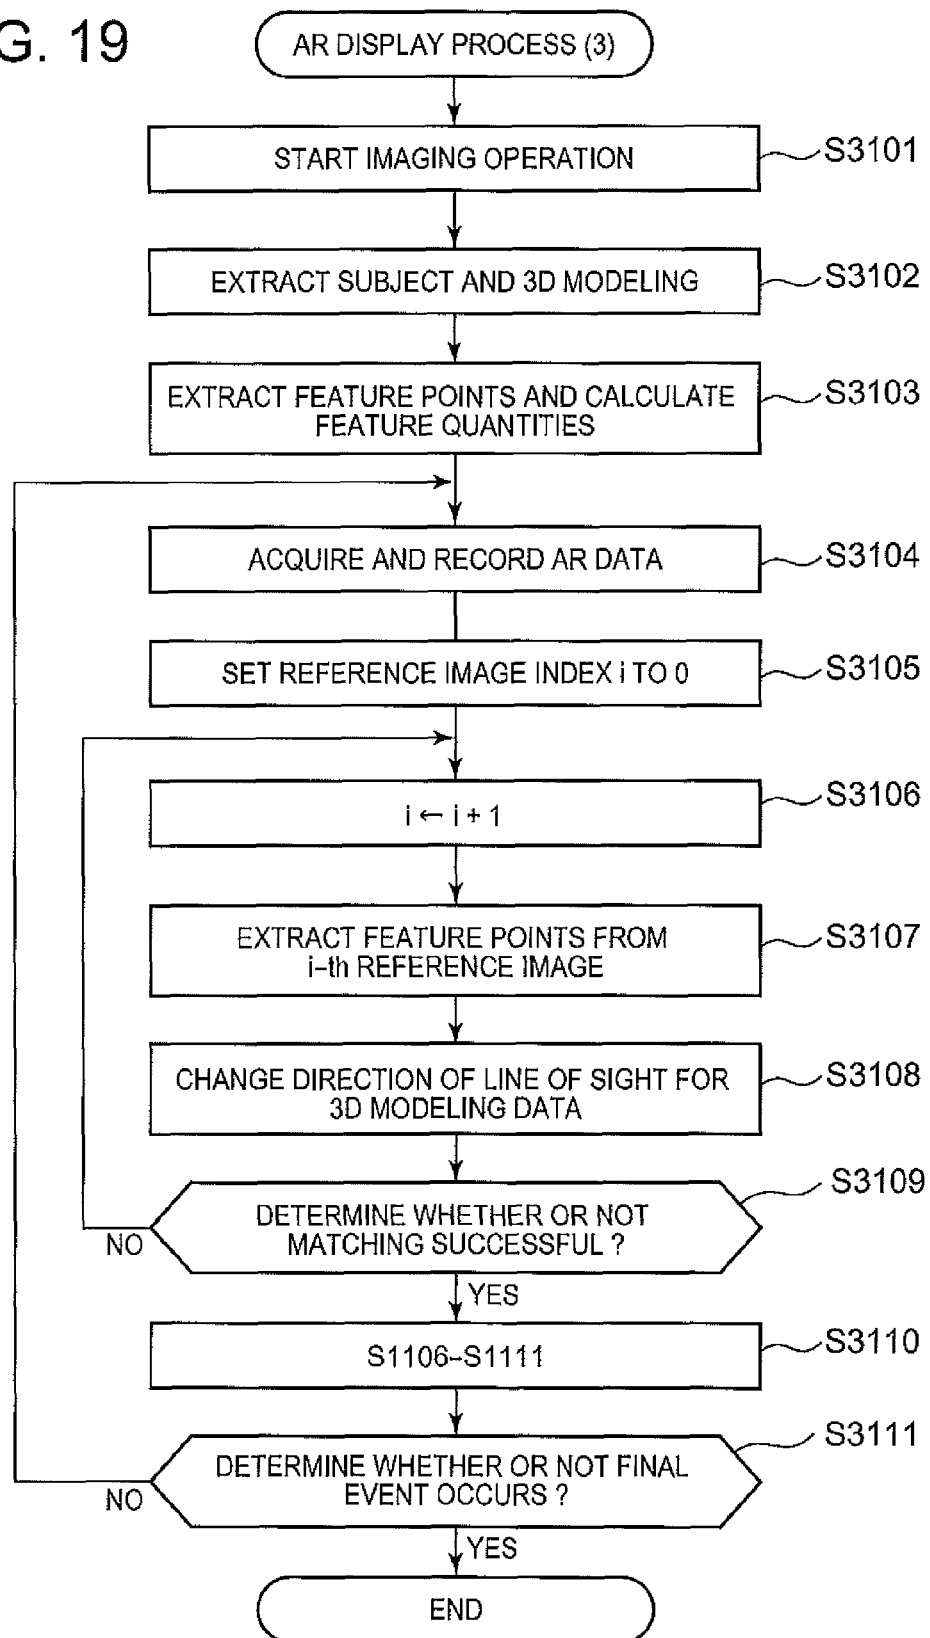 G. 19
AR DISPLAY PROCESS (3)
START IMAGING OPERATION
S3101
EXTRACT SUBJECT AND 3D MODELING
S3102
EXTRACT FEATURE POINTS AND CALCULATE
FEATURE QUANTITIES
S3103
ACQUIRE AND RECORD AR DATA
S3104
SET REFERENCE IMAGE INDEX i TO 0
S3105
i ← i + 1
S3106
EXTRACT FEATURE POINTS FROM
i-th REFERENCE IMAGE
S3107
CHANGE DIRECTION OF LINE OF SIGHT FOR
3D MODELING DATA
S3108
DETERMINE WHETHER OR NOT
MATCHING SUCCESSFUL ?
S3109
NO
YES
S1106-S1111
S3110
DETERMINE WHETHER OR NOT FINAL
EVENT OCCURS ?
S3111
NO
YES
END